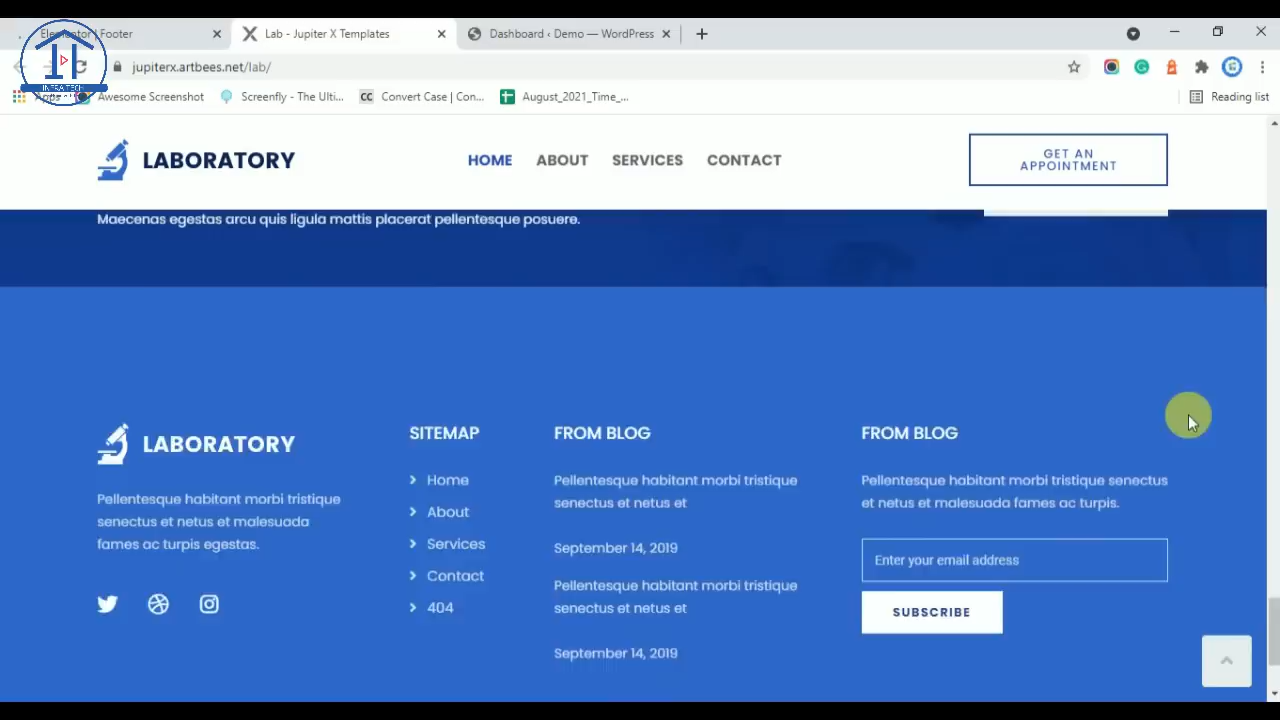 Elementor | Footer
Lab - Jupiter X Templates
Dashboard ‹ Demo — WordPress
jupiterx.artbees.net/lab/
Apps
Awesome Screenshot
Screenfly - The Ulti...
CC
Convert Case | Con...
August_2021_Time_...
Reading list
INFRATECH
LABORATORY
HOME
ABOUT
SERVICES
CONTACT
GET AN
APPOINTMENT
Maecenas egestas arcu quis ligula mattis placerat pellentesque posuere.
LABORATORY
Pellentesque habitant morbi tristique
senectus et netus et malesuada
fames ac turpis egestas.
SITEMAP
Home
About
Services
Contact
404
FROM BLOG
Pellentesque habitant morbi tristique
senectus et netus et
September 14, 2019
Pellentesque habitant morbi tristique
senectus et netus et
September 14, 2019
FROM BLOG
Pellentesque habitant morbi tristique senectus
et netus et malesuada fames ac turpis.
Enter your email address
SUBSCRIBE